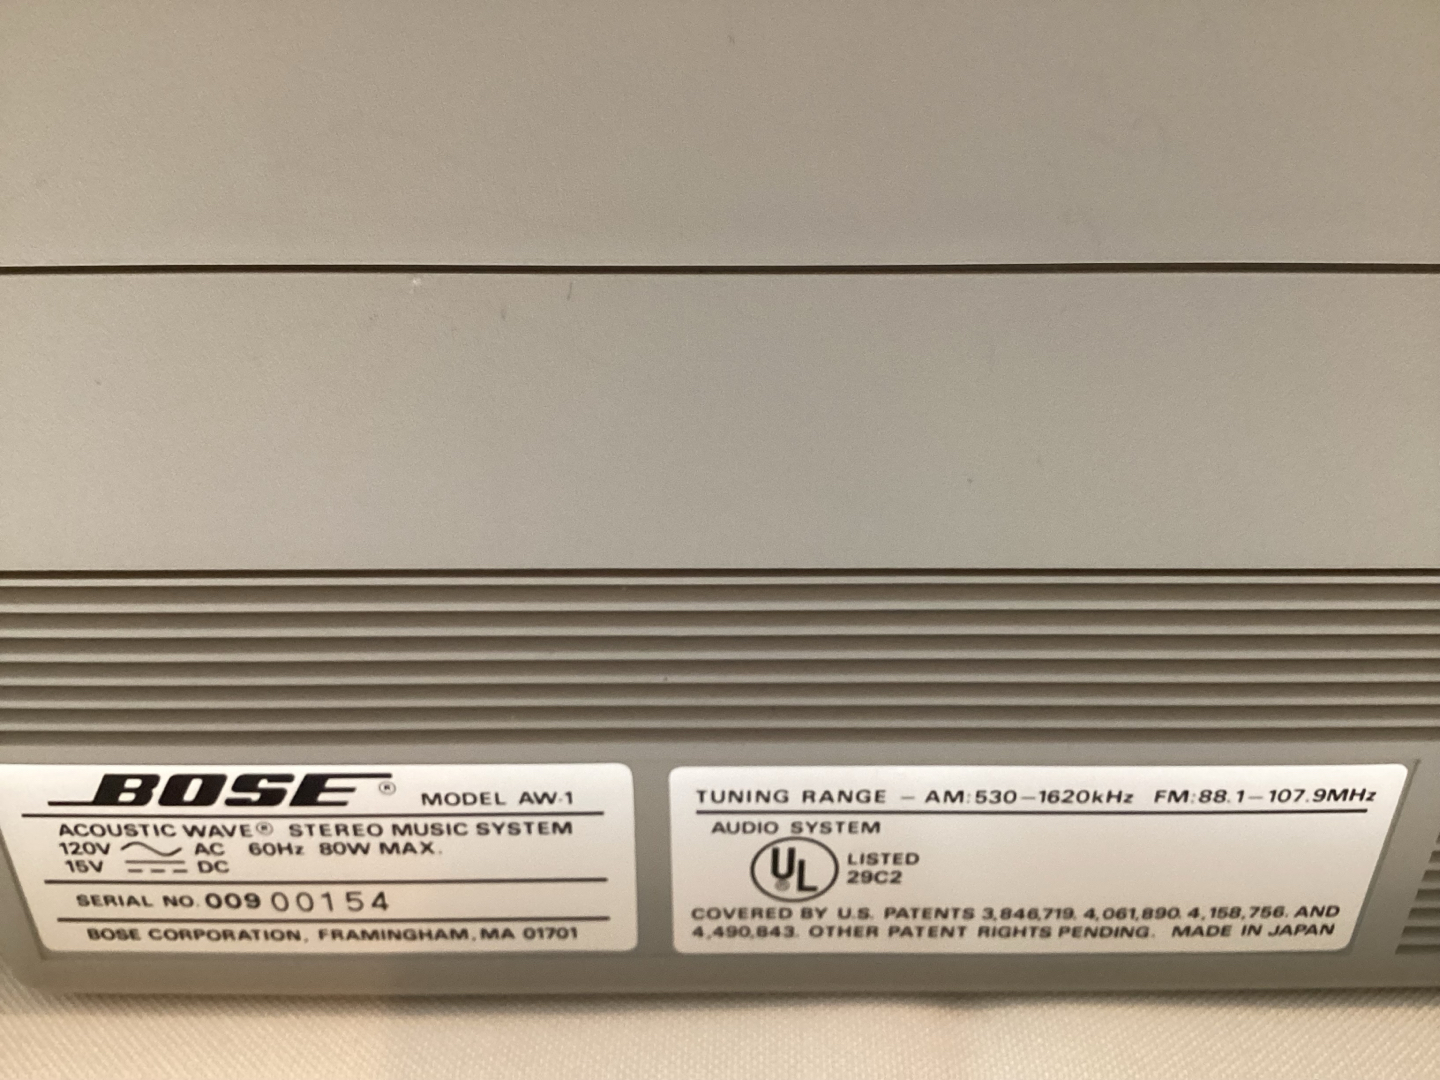 BOSE® MODEL AW-1
ACOUSTIC WAVE® STEREO MUSIC SYSTEM
120V AC 60Hz 80W MAX.
15V DC
SERIAL NO. 009 00154
BOSE CORPORATION, FRAMINGHAM, MA 01701
TUNING RANGE – AM:530–1620kHz FM:88.1–107.9MHz
AUDIO SYSTEM
UL® LISTED
29C2
COVERED BY U.S. PATENTS 3,846,719. 4,061,890. 4,158,756. AND
4,490,843. OTHER PATENT RIGHTS PENDING. MADE IN JAPAN